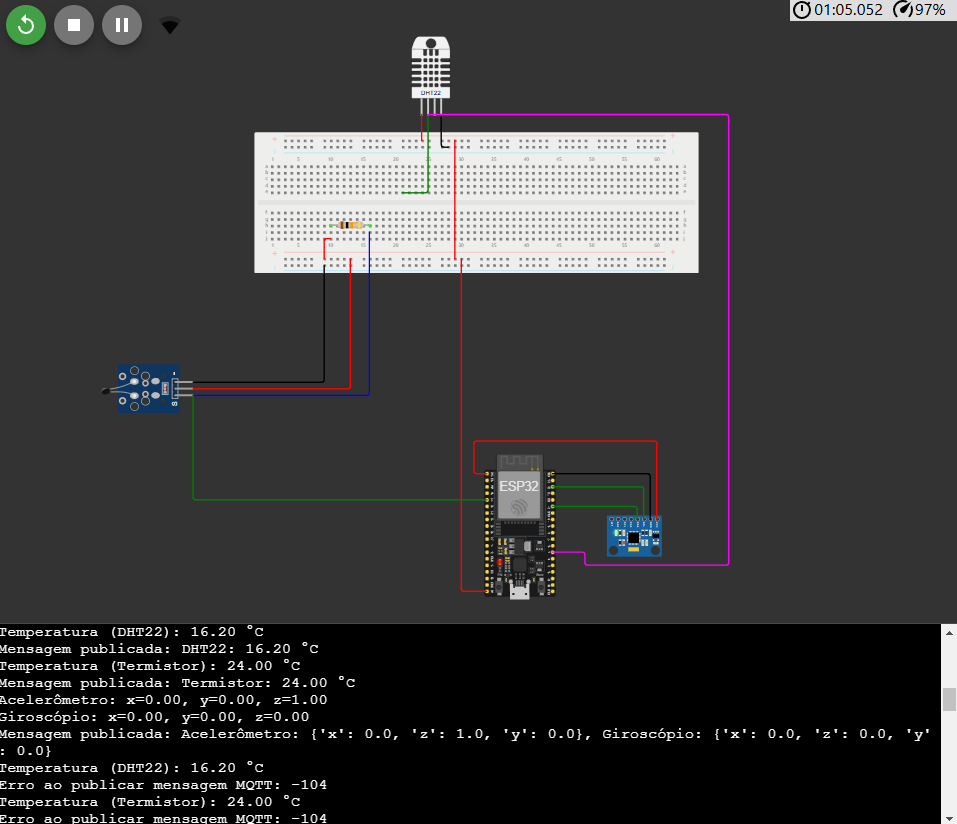 01:05.052 97%
DHT22
ESP32
S
Temperatura (DHT22): 16.20 °C
Mensagem publicada: DHT22: 16.20 °C
Temperatura (Termistor): 24.00 °C
Mensagem publicada: Termistor: 24.00 °C
Acelerômetro: x=0.00, y=0.00, z=1.00
Giroscópio: x=0.00, y=0.00, z=0.00
Mensagem publicada: Acelerômetro: {'x': 0.0, 'z': 1.0, 'y': 0.0}, Giroscópio: {'x': 0.0, 'z': 0.0, 'y'
: 0.0}
Temperatura (DHT22): 16.20 °C
Erro ao publicar mensagem MQTT: -104
Temperatura (Termistor): 24.00 °C
Erro ao publicar mensagem MQTT: -104